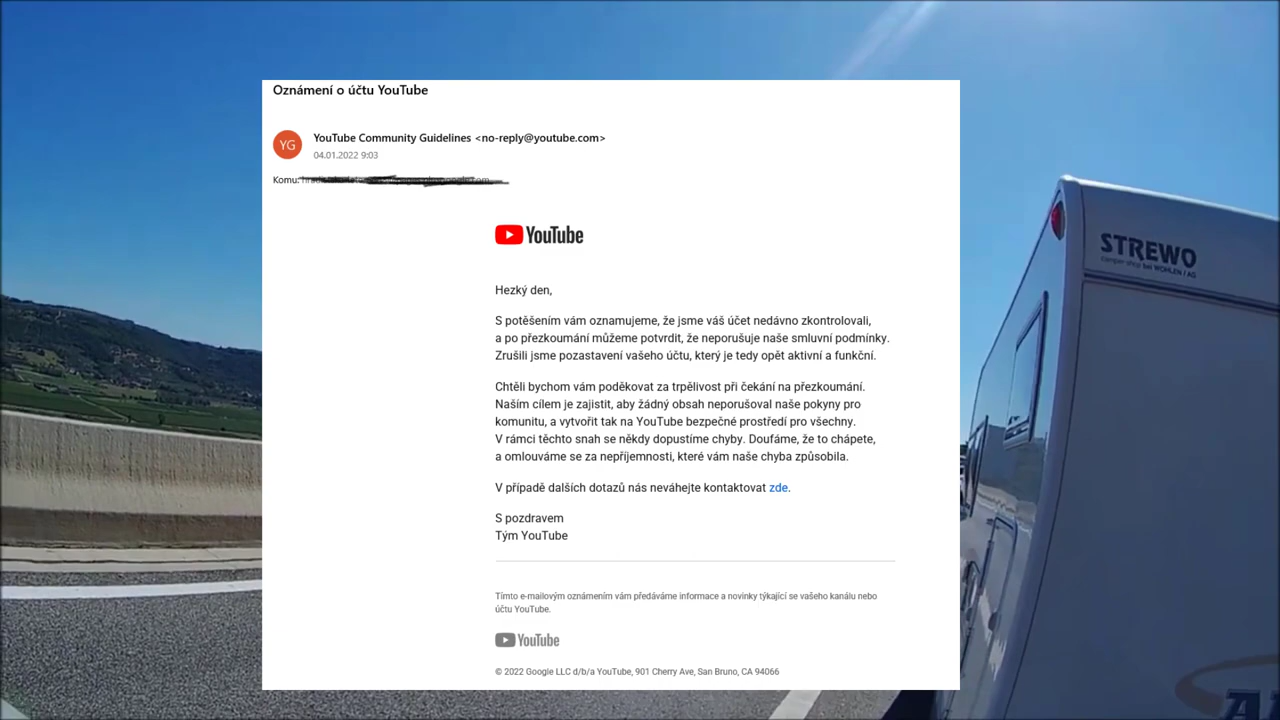 Oznámení o účtu YouTube
YG
YouTube Community Guidelines <no-reply@youtube.com>
04.01.2022 9:03
Komu:
YouTube
Hezký den,
S potěšením vám oznamujeme, že jsme váš účet nedávno zkontrolovali,
a po přezkoumání můžeme potvrdit, že neporušuje naše smluvní podmínky.
Zrušili jsme pozastavení vašeho účtu, který je tedy opět aktivní a funkční.
Chtěli bychom vám poděkovat za trpělivost při čekání na přezkoumání.
Naším cílem je zajistit, aby žádný obsah neporušoval naše pokyny pro
komunitu, a vytvořit tak na YouTube bezpečné prostředí pro všechny.
V rámci těchto snah se někdy dopustíme chyby. Doufáme, že to chápete,
a omlouváme se za nepříjemnosti, které vám naše chyba způsobila.
V případě dalších dotazů nás neváhejte kontaktovat zde.
S pozdravem
Tým YouTube
Tímto e-mailovým oznámením vám předáváme informace a novinky týkající se vašeho kanálu nebo
účtu YouTube.
YouTube
© 2022 Google LLC d/b/a YouTube, 901 Cherry Ave, San Bruno, CA 94066
STREWO
camper-shop bei WOHLEN / AG